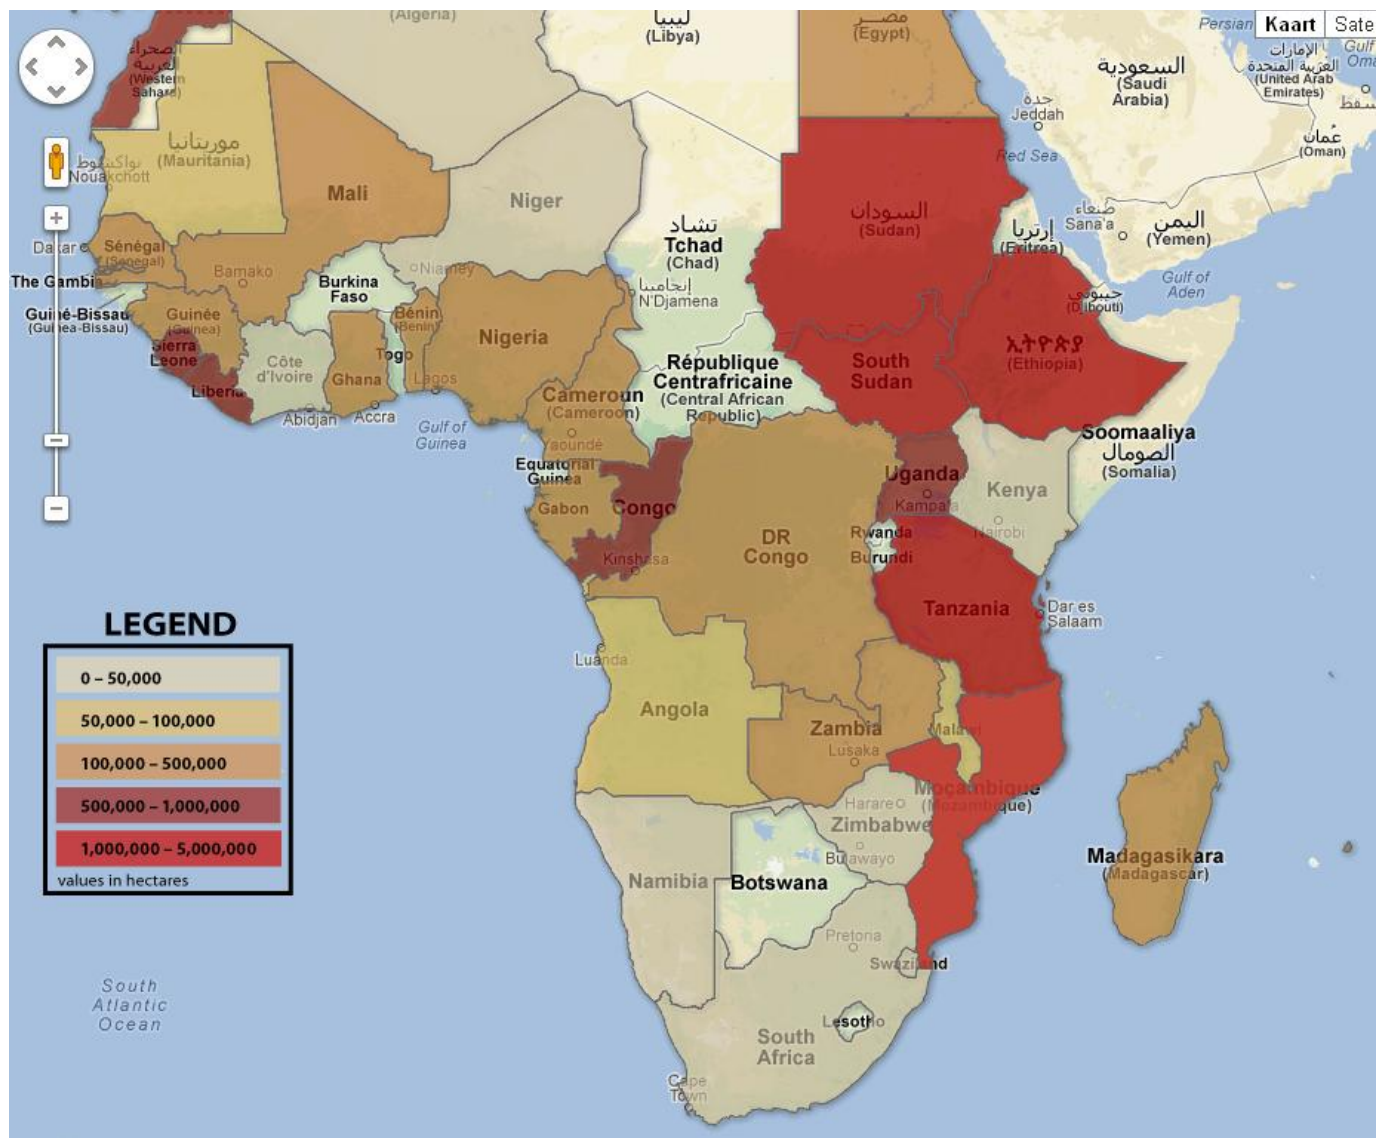 (Algeria)
ليبيا
(Libya)
مصر
(Egypt)
Persian
Kaart
Sate
الصحراء
الغربية
(Western
Sahara)
السعودية
(Saudi
Arabia)
الإمارات
العربية المتحدة
(United Arab
Emirates)
Gulf
Om
جدة
Jeddah
عُمان
(Oman)
موريتانيا
(Mauritania)
نواكشوط
Nouakchott
Red Sea
Mali
Niger
السودان
(Sudan)
إرتريا
(Eritrea)
صنعاء
Sana'a
اليمن
(Yemen)
تشاد
Tchad
(Chad)
Dakar
Sénégal
(Senegal)
The Gambia
Bamako
Niamey
Burkina
Faso
إنجامينا
N'Djamena
Gulf of
Aden
جيبوتي
(Djibouti)
Guiné-Bissau
(Guinea-Bissau)
Guinée
(Guinea)
Bénin
(Benin)
Nigeria
Sierra
Leone
Côte
d'Ivoire
Togo
Ghana
Lagos
Liberia
Abidjan
Accra
République
Centrafricaine
(Central African
Republic)
South
Sudan
ኢትዮጵያ
(Ethiopia)
Cameroun
(Cameroon)
Yaoundé
Gulf of
Guinea
Soomaaliya
الصومال
(Somalia)
Equatorial
Guinea
Gabon
Congo
Uganda
Kampala
Kenya
Nairobi
Kinshasa
DR
Congo
Rwanda
Burundi
Tanzania
Dar es
Salaam
LEGEND
0 – 50,000
50,000 – 100,000
100,000 – 500,000
500,000 – 1,000,000
1,000,000 – 5,000,000
values in hectares
Luanda
Angola
Zambia
Lusaka
Malawi
Moçambique
(Mozambique)
Harare
Zimbabwe
Bulawayo
Madagasikara
(Madagascar)
Namibia
Botswana
Pretoria
Swaziland
Lesotho
South
Africa
Cape
Town
South
Atlantic
Ocean